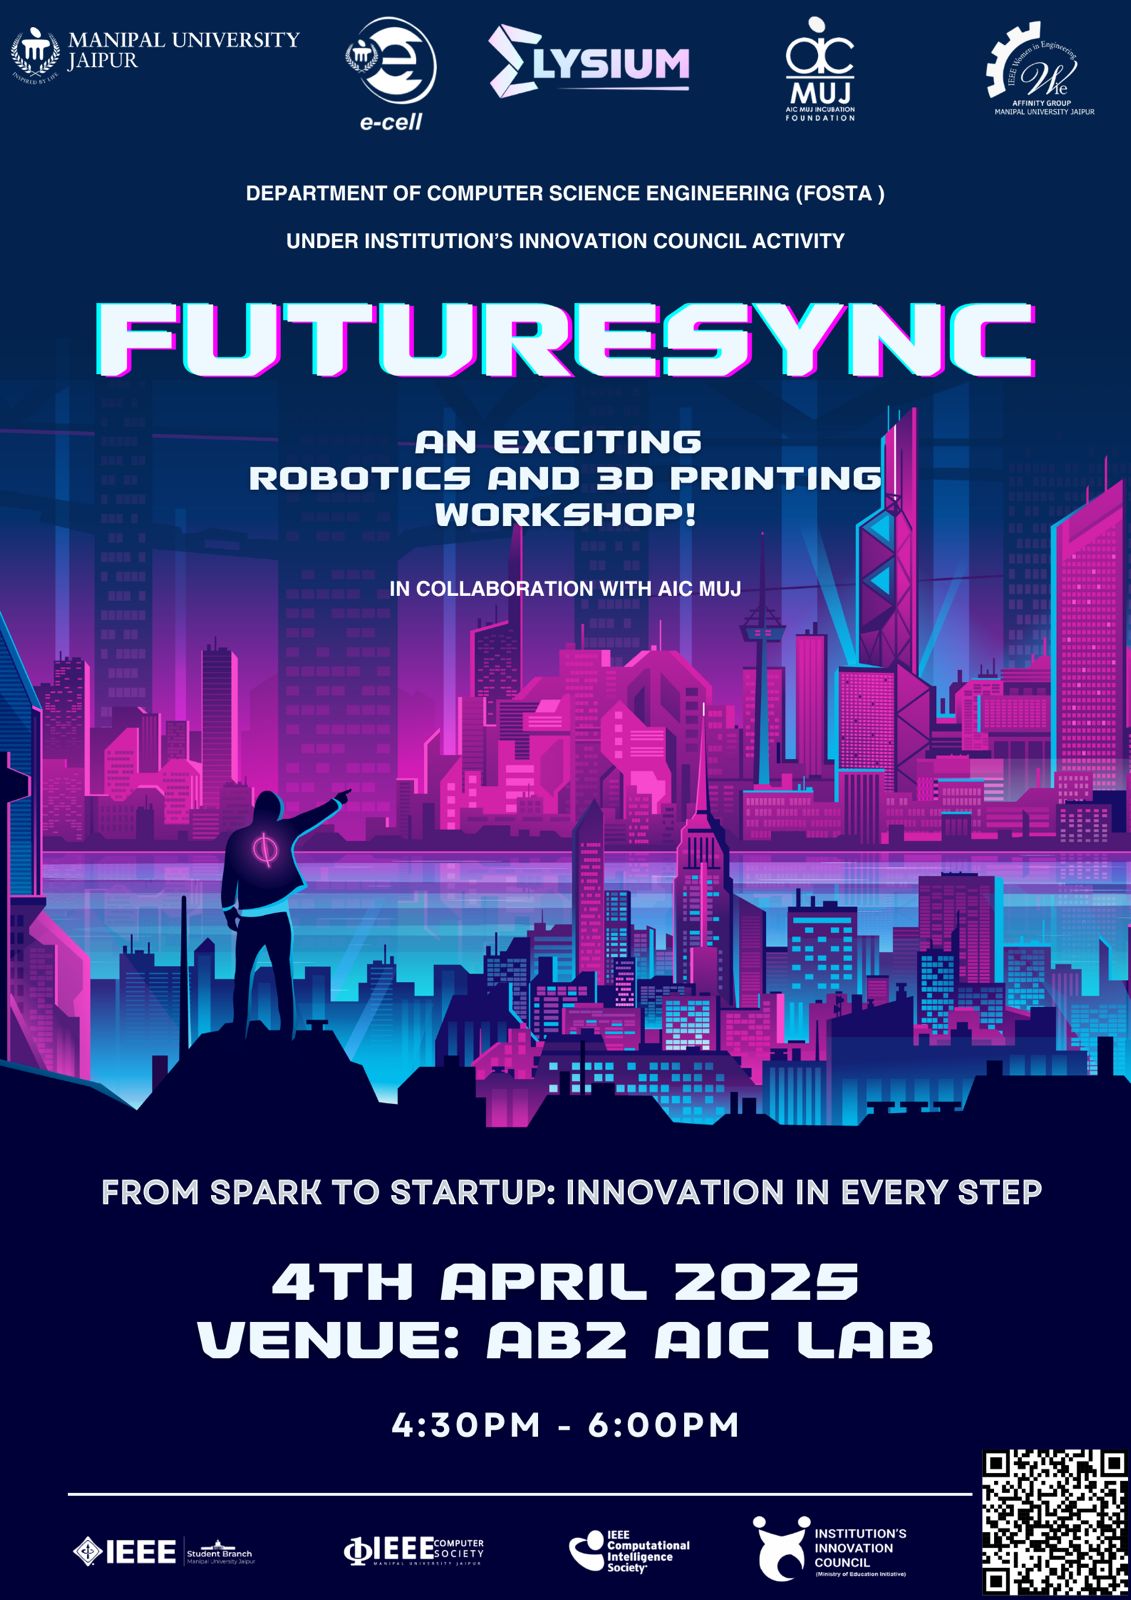 MANIPAL UNIVERSITY
JAIPUR
INSPIRED BY LIFE
e-cell
ELYSIUM
aic
MUJ
AIC MUJ INCUBATION
FOUNDATION
IEEE Women in Engineering
WIe
AFFINITY GROUP
MANIPAL UNIVERSITY JAIPUR
DEPARTMENT OF COMPUTER SCIENCE ENGINEERING (FOSTA )
UNDER INSTITUTION'S INNOVATION COUNCIL ACTIVITY
FUTURESYNC
AN EXCITING
ROBOTICS AND 3D PRINTING
WORKSHOP!
IN COLLABORATION WITH AIC MUJ
FROM SPARK TO STARTUP: INNOVATION IN EVERY STEP
4TH APRIL 2025
VENUE: AB2 AIC LAB
4:30PM - 6:00PM
IEEE
Student Branch
Manipal University Jaipur
IEEE COMPUTER
SOCIETY
MANIPAL UNIVERSITY JAIPUR
IEEE
Computational
Intelligence
Society
INSTITUTION'S
INNOVATION
COUNCIL
(Ministry of Education Initiative)